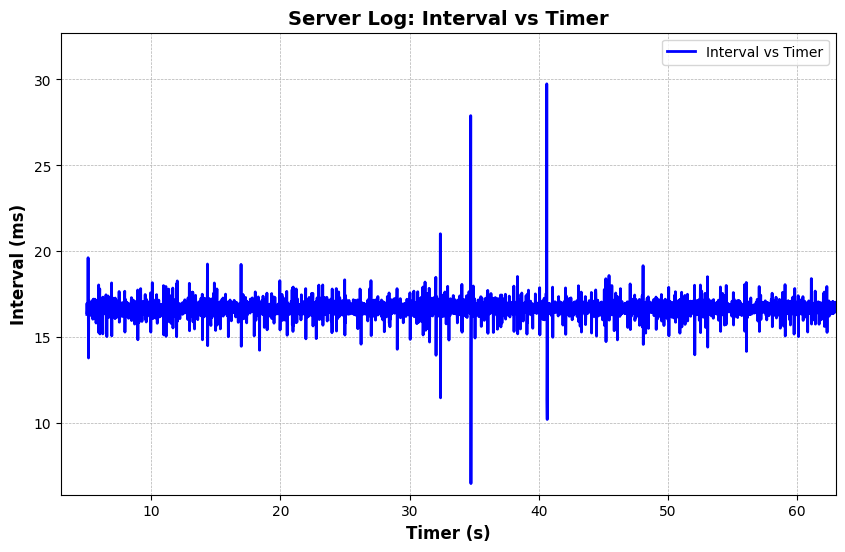 Server Log: Interval vs Timer
Interval vs Timer
30
25
20
15
10
Interval (ms)
10 20 30 40 50 60
Timer (s)